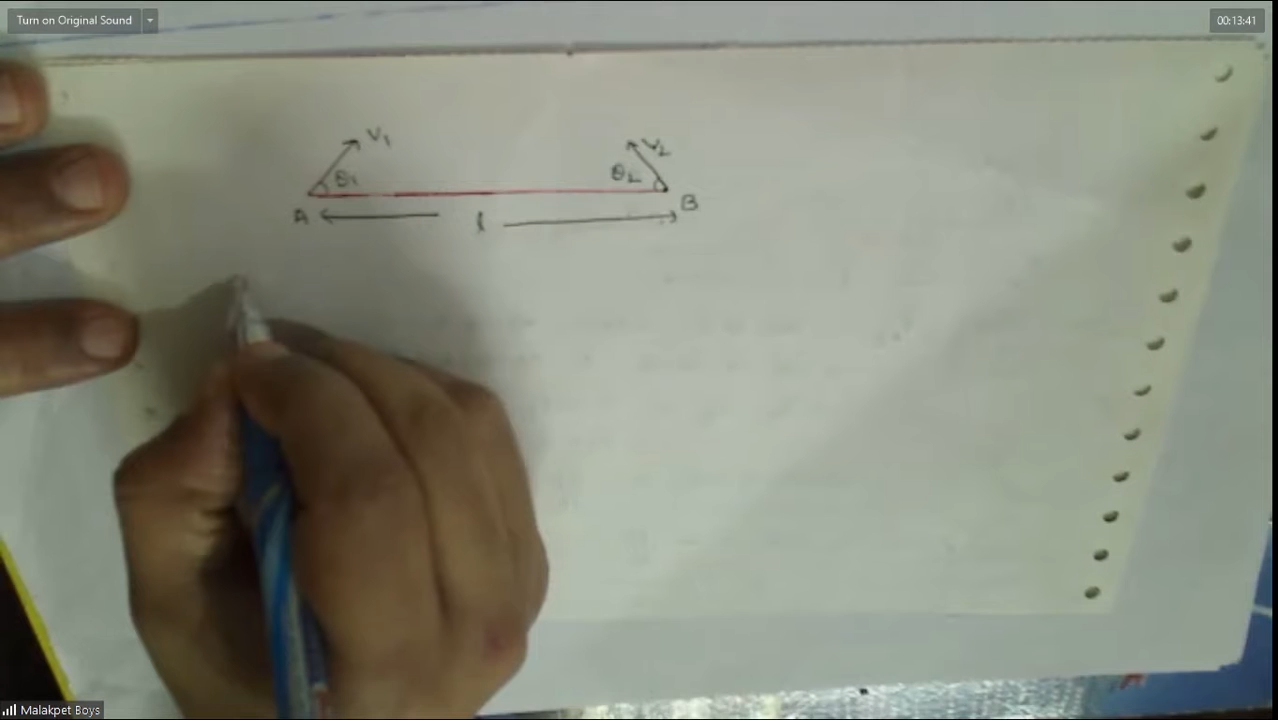 Turn on Original Sound
00:13:41
V1 V2
θ1 θ2
A l B
Malakpet Boys